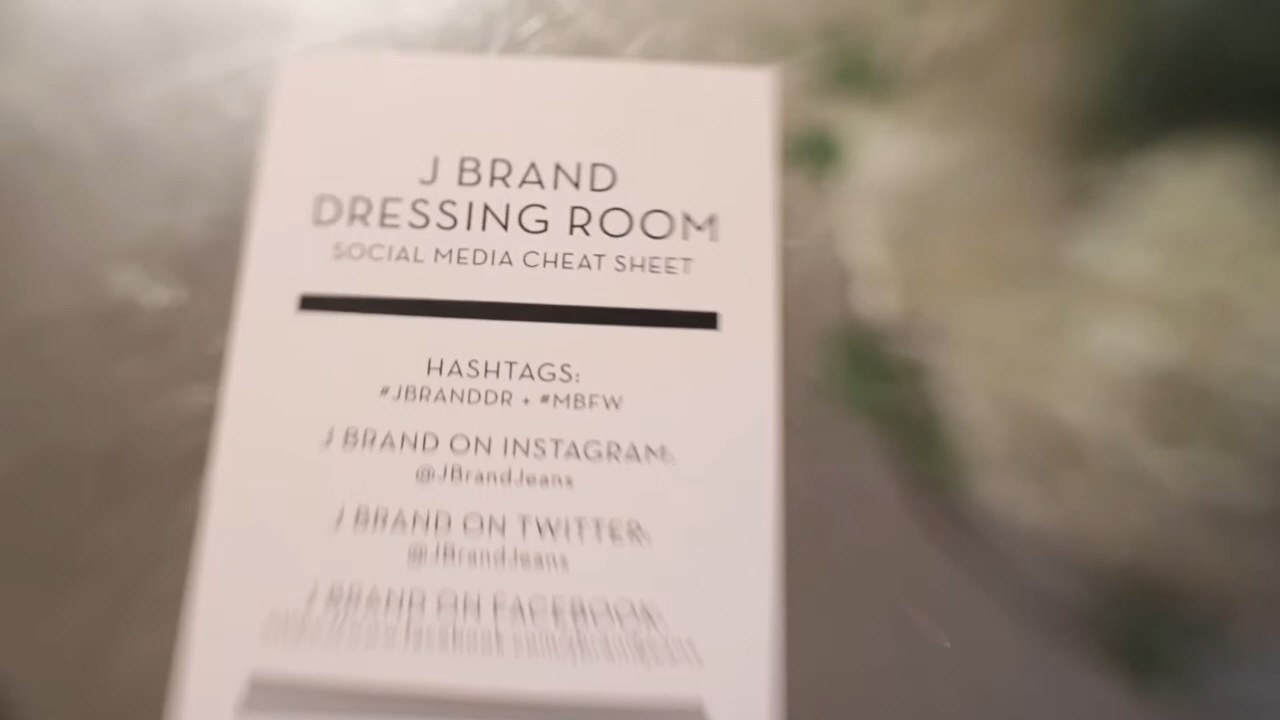 J BRAND
DRESSING ROOM
SOCIAL MEDIA CHEAT SHEET
HASHTAGS:
#JBRANDDR + #MBFW
J BRAND ON INSTAGRAM:
@JBrandJeans
J BRAND ON TWITTER:
@JBrandJeans
J BRAND ON FACEBOOK: